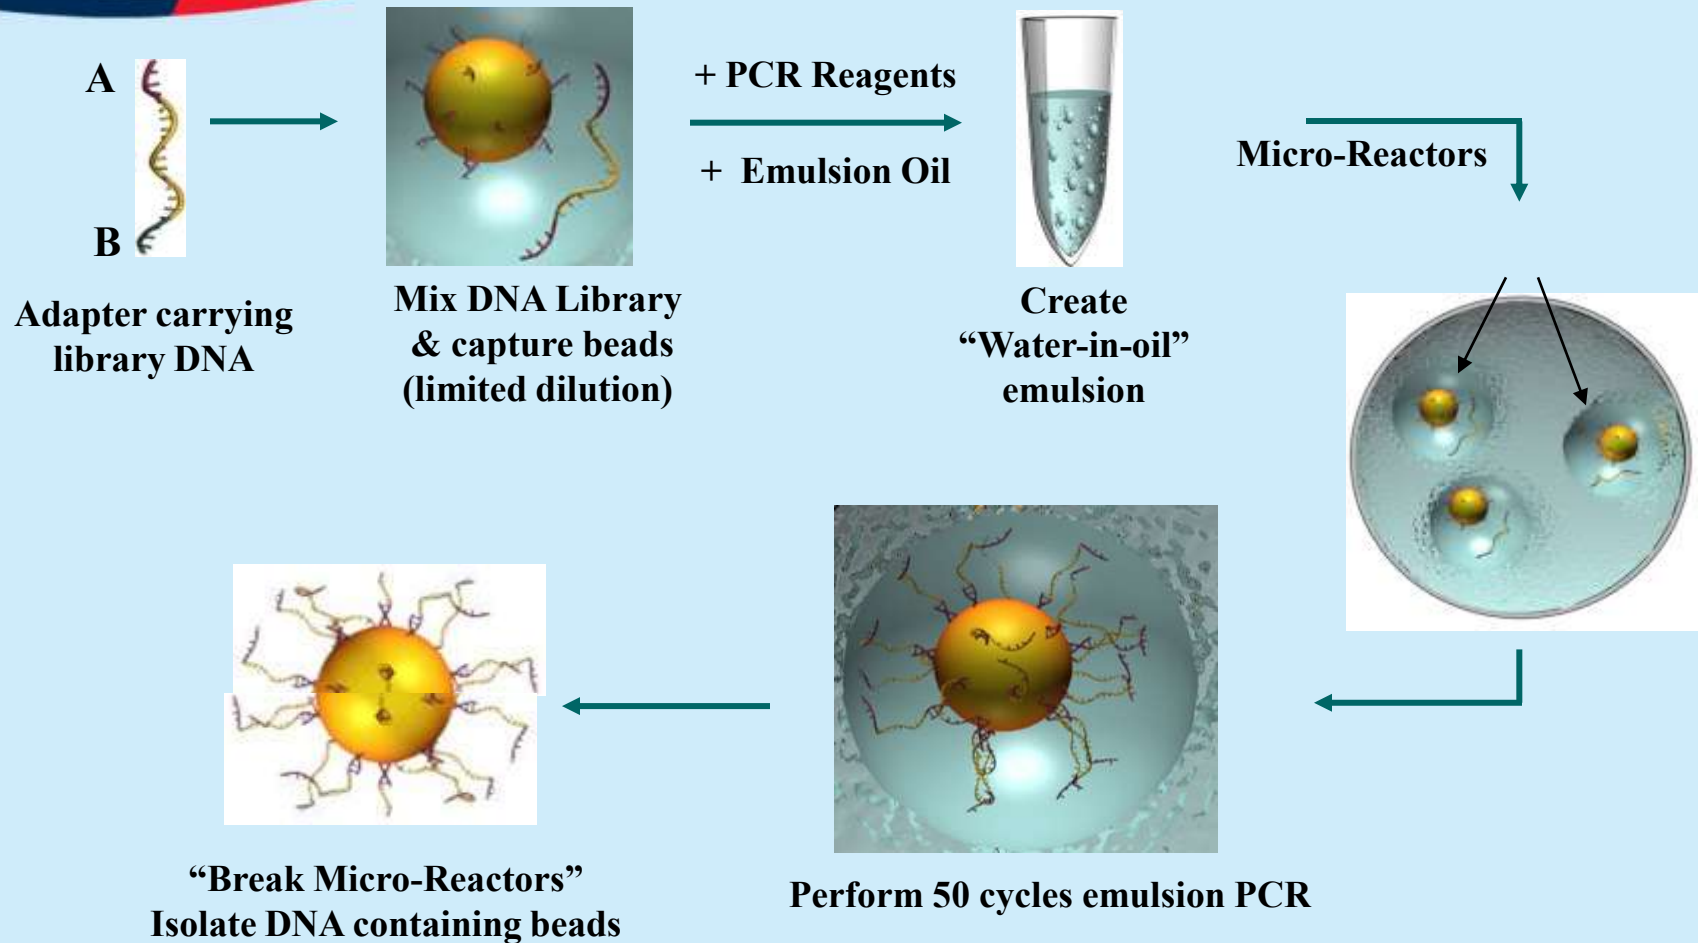 A
B
Adapter carrying
library DNA
Mix DNA Library
& capture beads
(limited dilution)
+ PCR Reagents
+ Emulsion Oil
Create
“Water-in-oil”
emulsion
Micro-Reactors
Perform 50 cycles emulsion PCR
“Break Micro-Reactors”
Isolate DNA containing beads